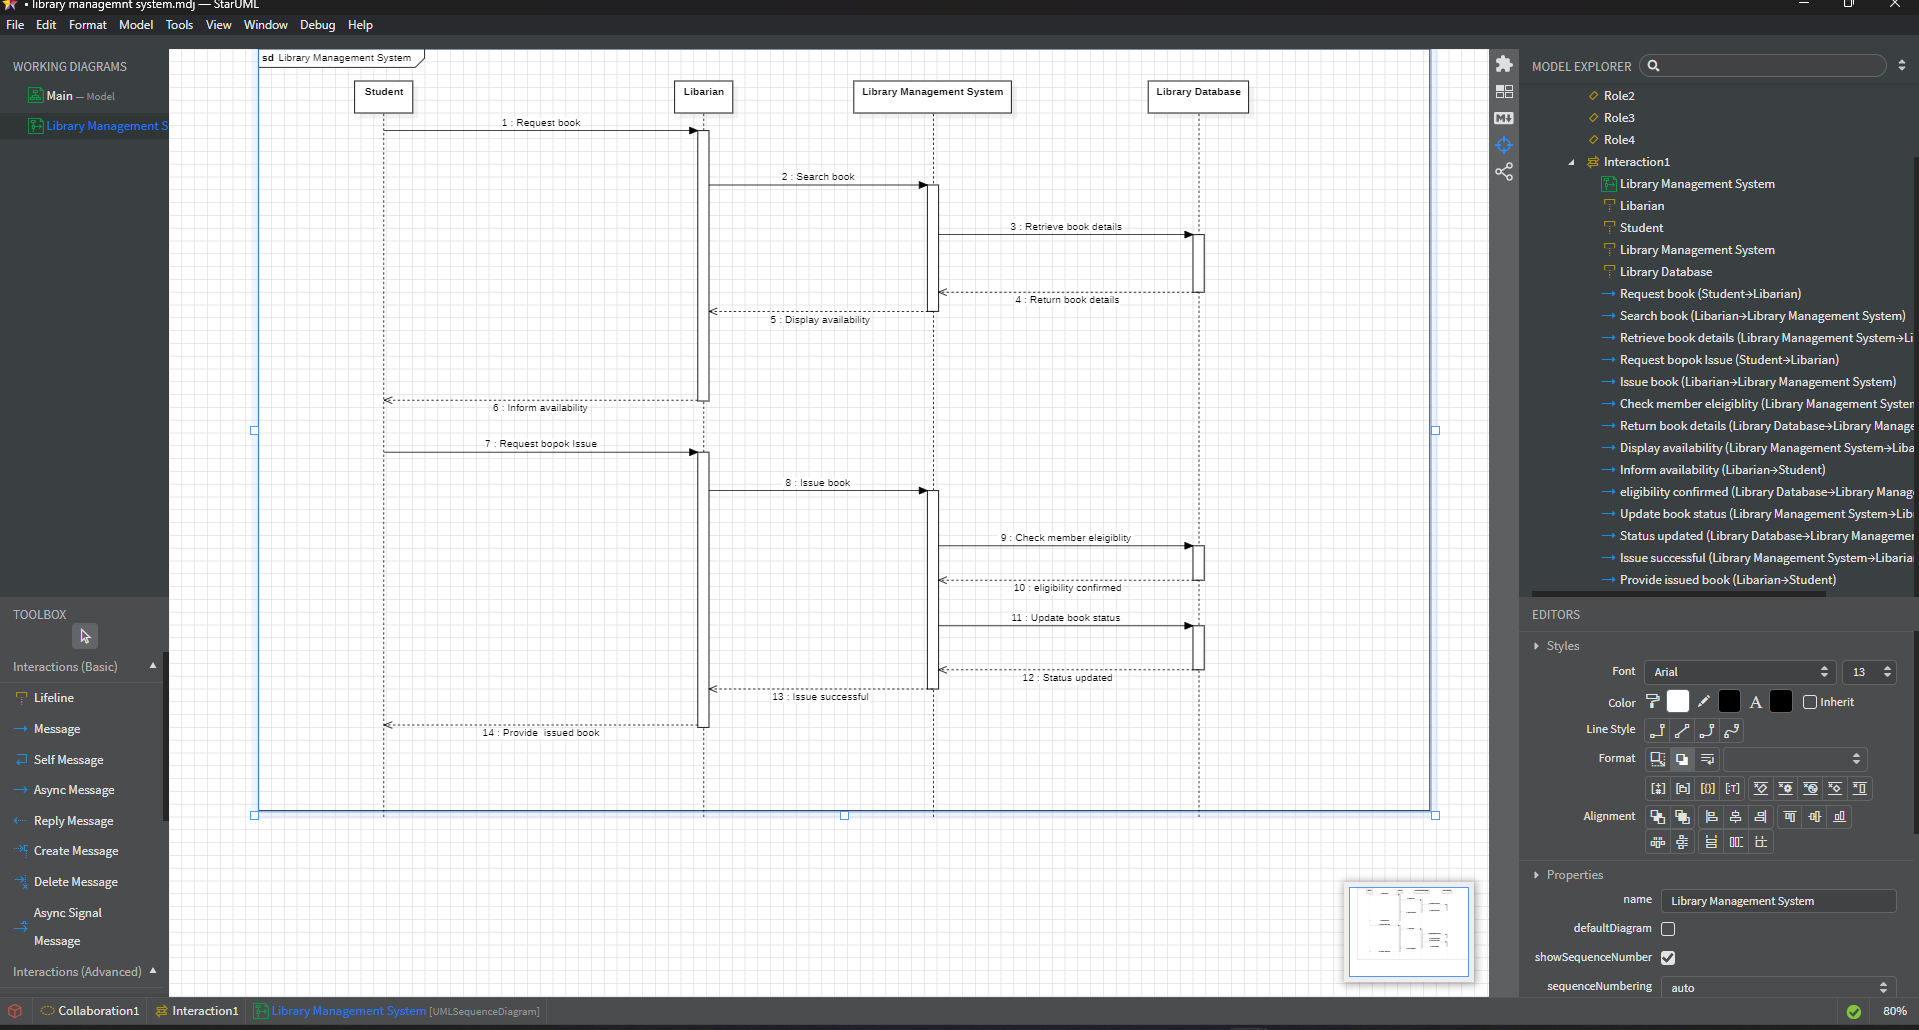 • library managemnt system.mdj — StarUML
File Edit Format Model Tools View Window Debug Help
WORKING DIAGRAMS
Main — Model
Library Management S
TOOLBOX
Interactions (Basic)
Lifeline
Message
Self Message
Async Message
Reply Message
Create Message
Delete Message
Async Signal
Message
Interactions (Advanced)
sd Library Management System
Student Libarian Library Management System Library Database
1 : Request book
2 : Search book
3 : Retrieve book details
4 : Return book details
5 : Display availability
6 : Inform availability
7 : Request bopok Issue
8 : Issue book
9 : Check member eleigiblity
10 : eligibility confirmed
11 : Update book status
12 : Status updated
13 : Issue successful
14 : Provide  issued book
MODEL EXPLORER
Role2
Role3
Role4
Interaction1
Library Management System
Libarian
Student
Library Management System
Library Database
Request book (Student→Libarian)
Search book (Libarian→Library Management System)
Retrieve book details (Library Management System→Li
Request bopok Issue (Student→Libarian)
Issue book (Libarian→Library Management System)
Check member eleigiblity (Library Management System
Return book details (Library Database→Library Manage
Display availability (Library Management System→Liba
Inform availability (Libarian→Student)
eligibility confirmed (Library Database→Library Manag
Update book status (Library Management System→Lib
Status updated (Library Database→Library Managemen
Issue successful (Library Management System→Libaria
Provide issued book (Libarian→Student)
EDITORS
Styles
Font Arial 13
Color A Inherit
Line Style
Format
Alignment
Properties
name Library Management System
defaultDiagram
showSequenceNumber
sequenceNumbering auto
Collaboration1 Interaction1 Library Management System [UMLSequenceDiagram]
80%